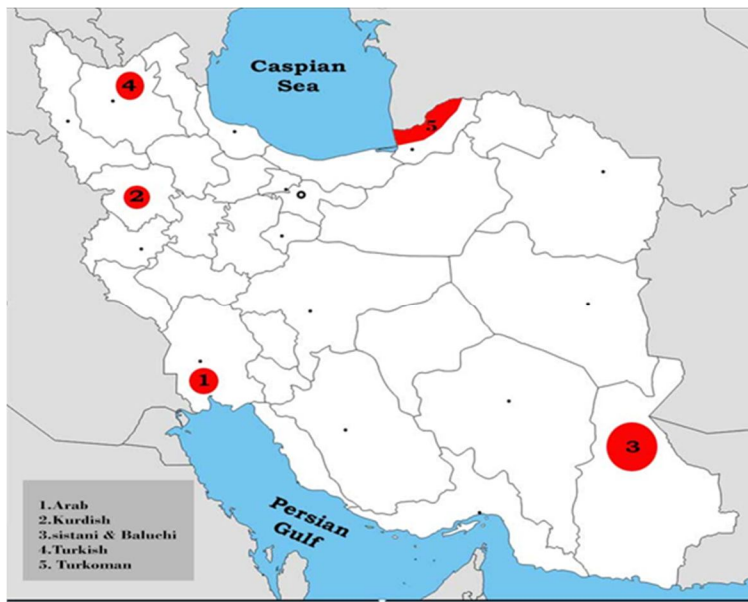 Caspian
Sea
4
5
2
1
3
Persian
Gulf
1.Arab
2.Kurdish
3.sistani & Baluchi
4.Turkish
5. Turkoman